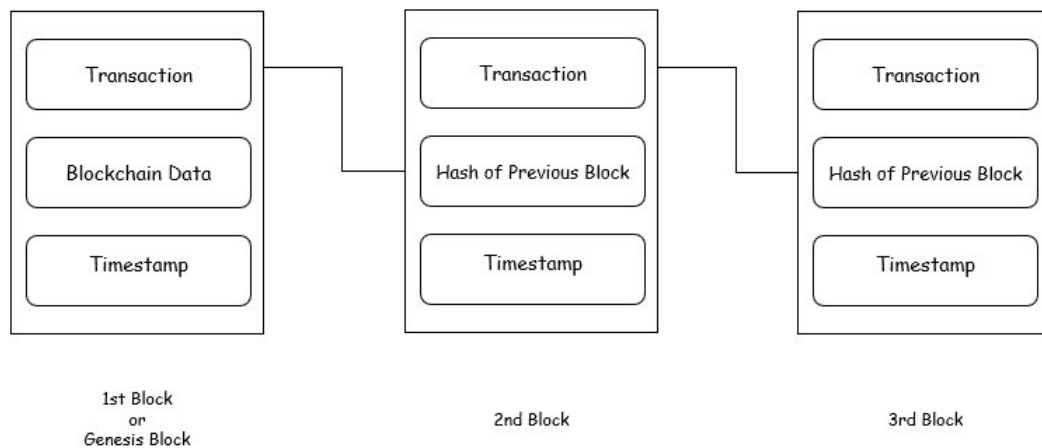 Transaction
Blockchain Data
Timestamp
1st Block
or
Genesis Block
Transaction
Hash of Previous Block
Timestamp
2nd Block
Transaction
Hash of Previous Block
Timestamp
3rd Block